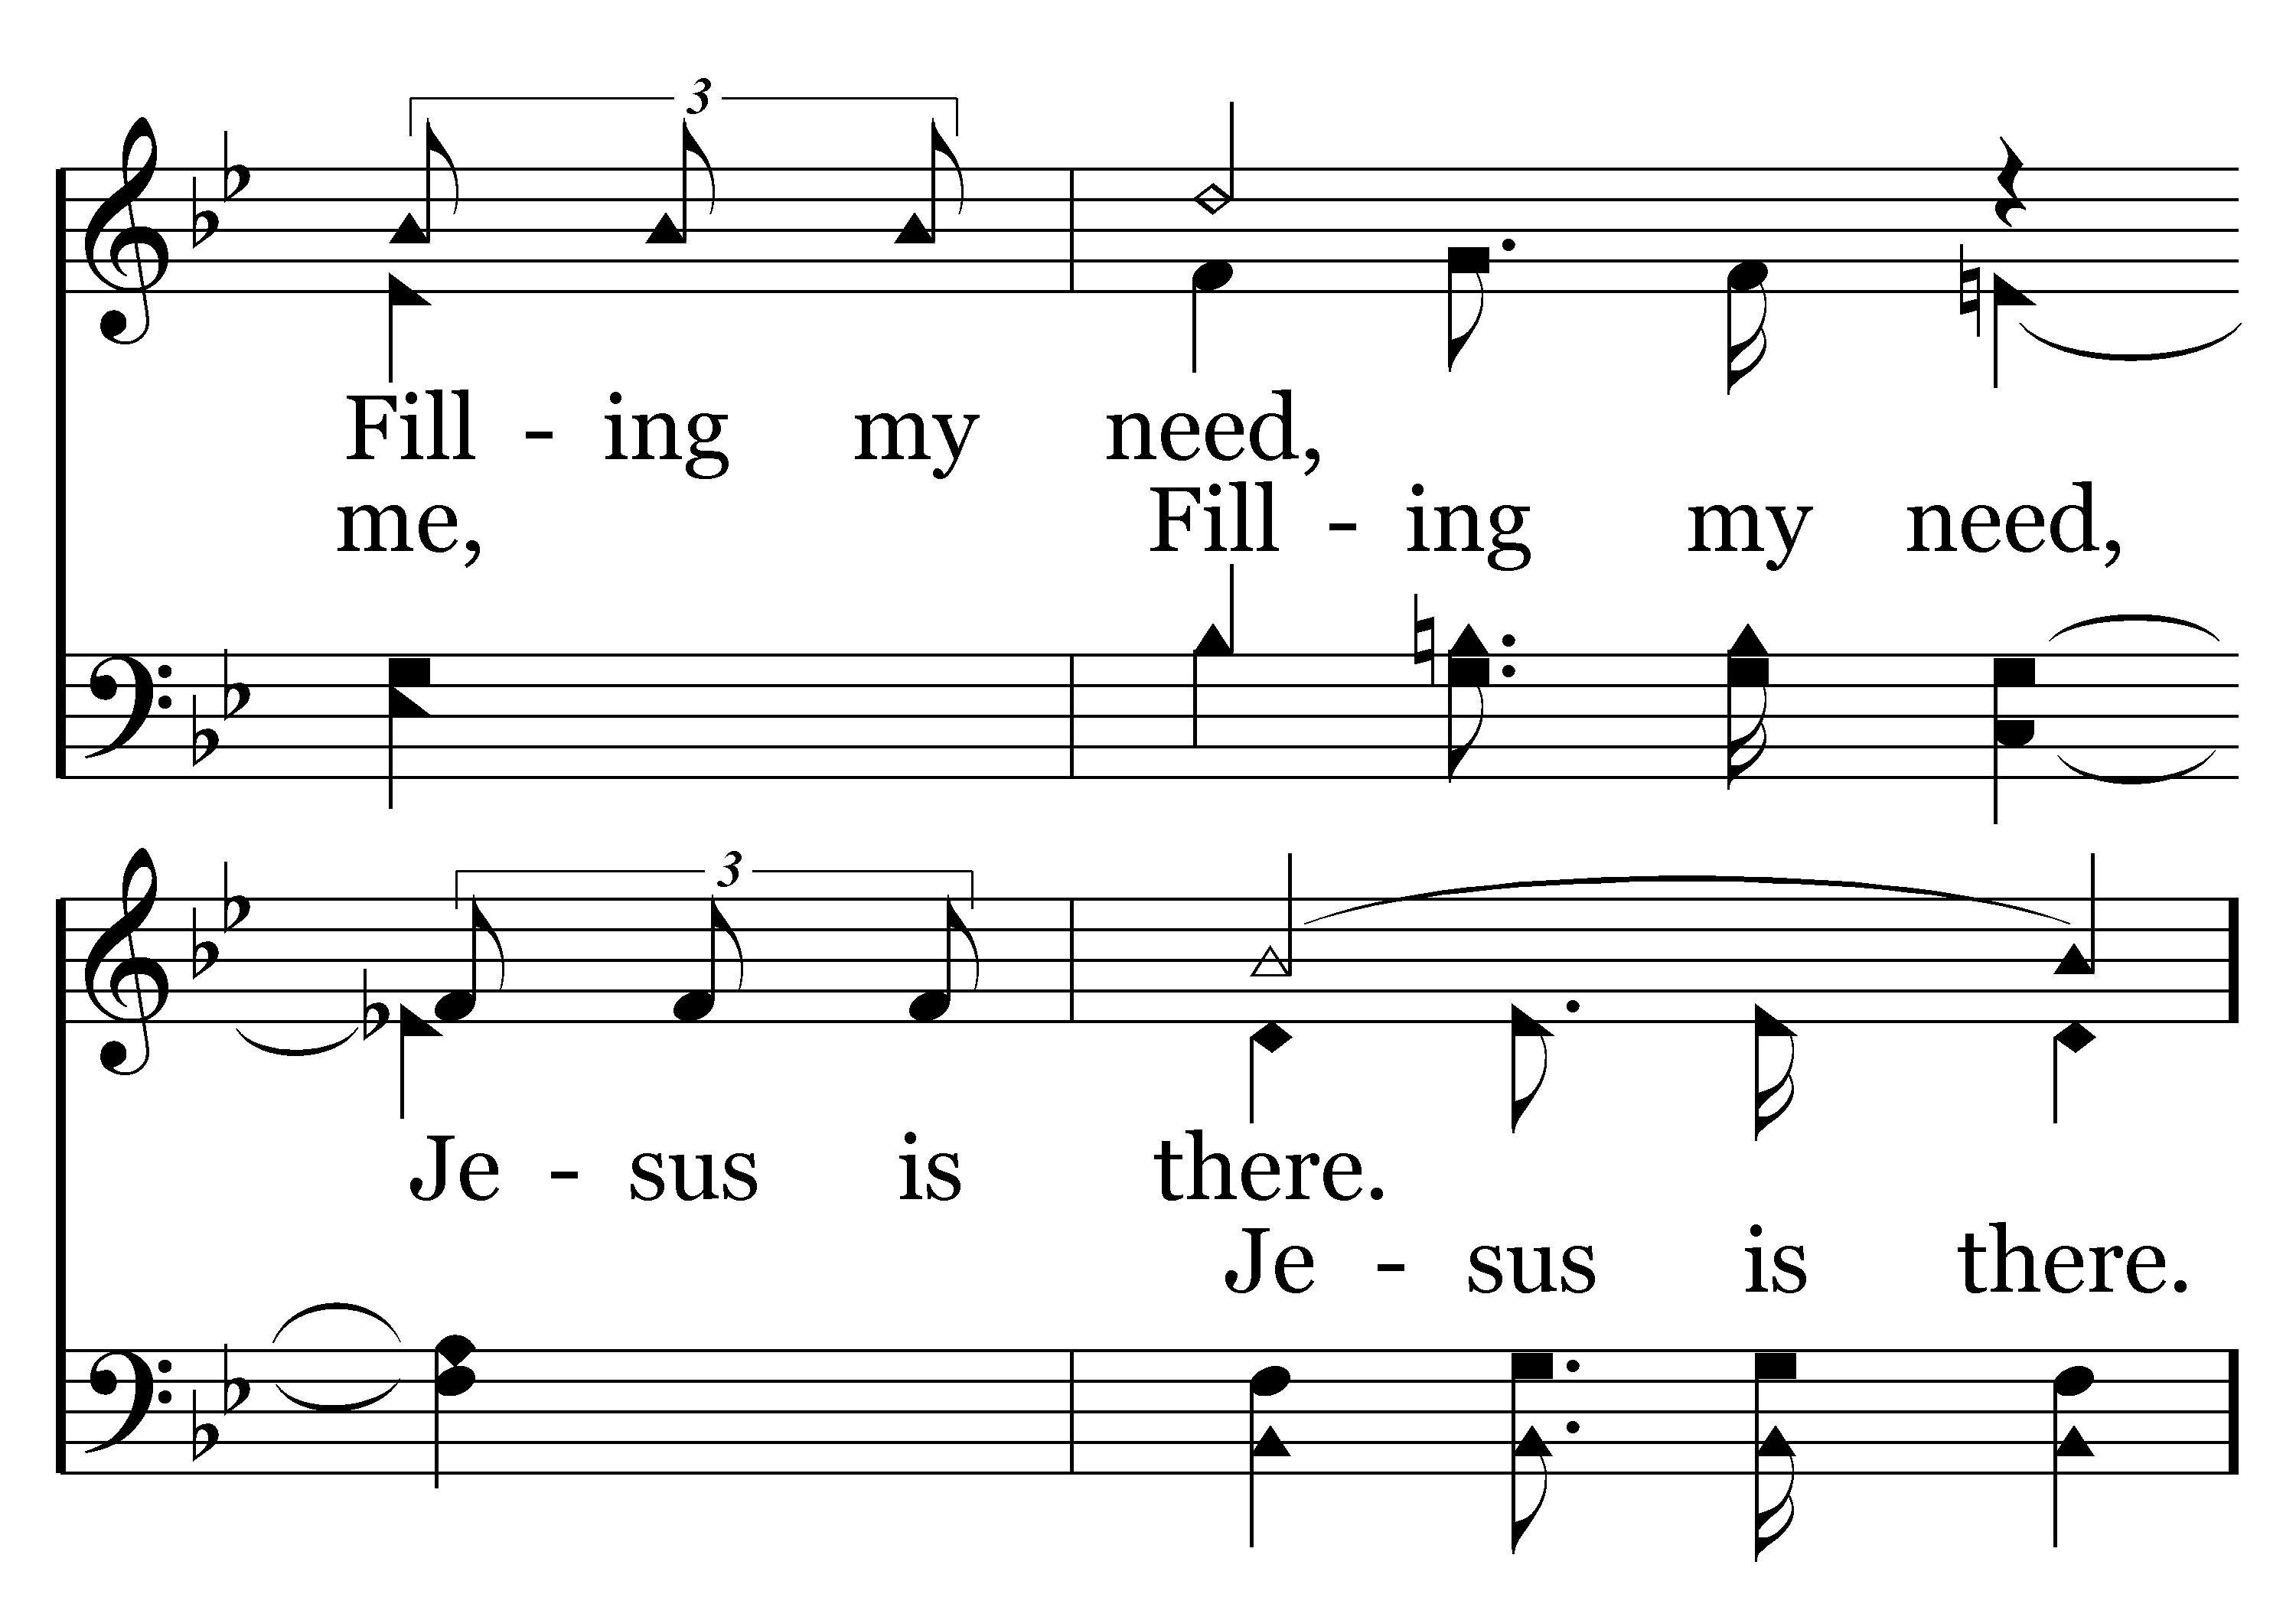 3
Fill - ing my need,
me, Fill - ing my need,
3
Je - sus is there.
Je - sus is there.